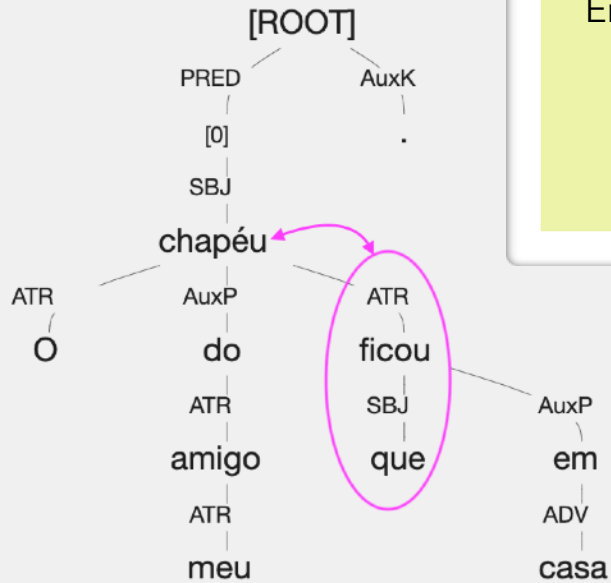 [ROOT]
PRED AuxK
[0] .
SBJ
chapéu
ATR AuxP ATR
O do ficou
ATR SBJ AuxP
amigo que em
ATR ADV
meu casa